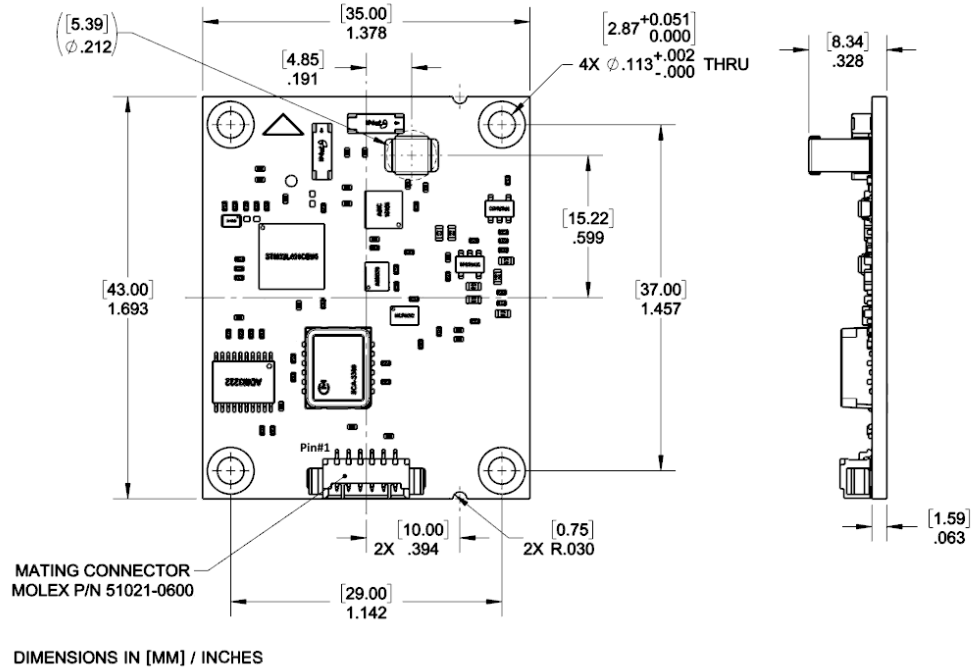 [35.00]
1.378
[5.39]
(⌀.212)
[4.85]
.191
[2.87 +0.051 0.000]
4X ⌀.113 +.002 -.000 THRU
[8.34]
.328
[15.22]
.599
[43.00]
1.693
[37.00]
1.457
ADM3222
SCA-3300
Pin#1
[10.00]
2X .394
[0.75]
2X R.030
[1.59]
.063
MATING CONNECTOR
MOLEX P/N 51021-0600
[29.00]
1.142
DIMENSIONS IN [MM] / INCHES